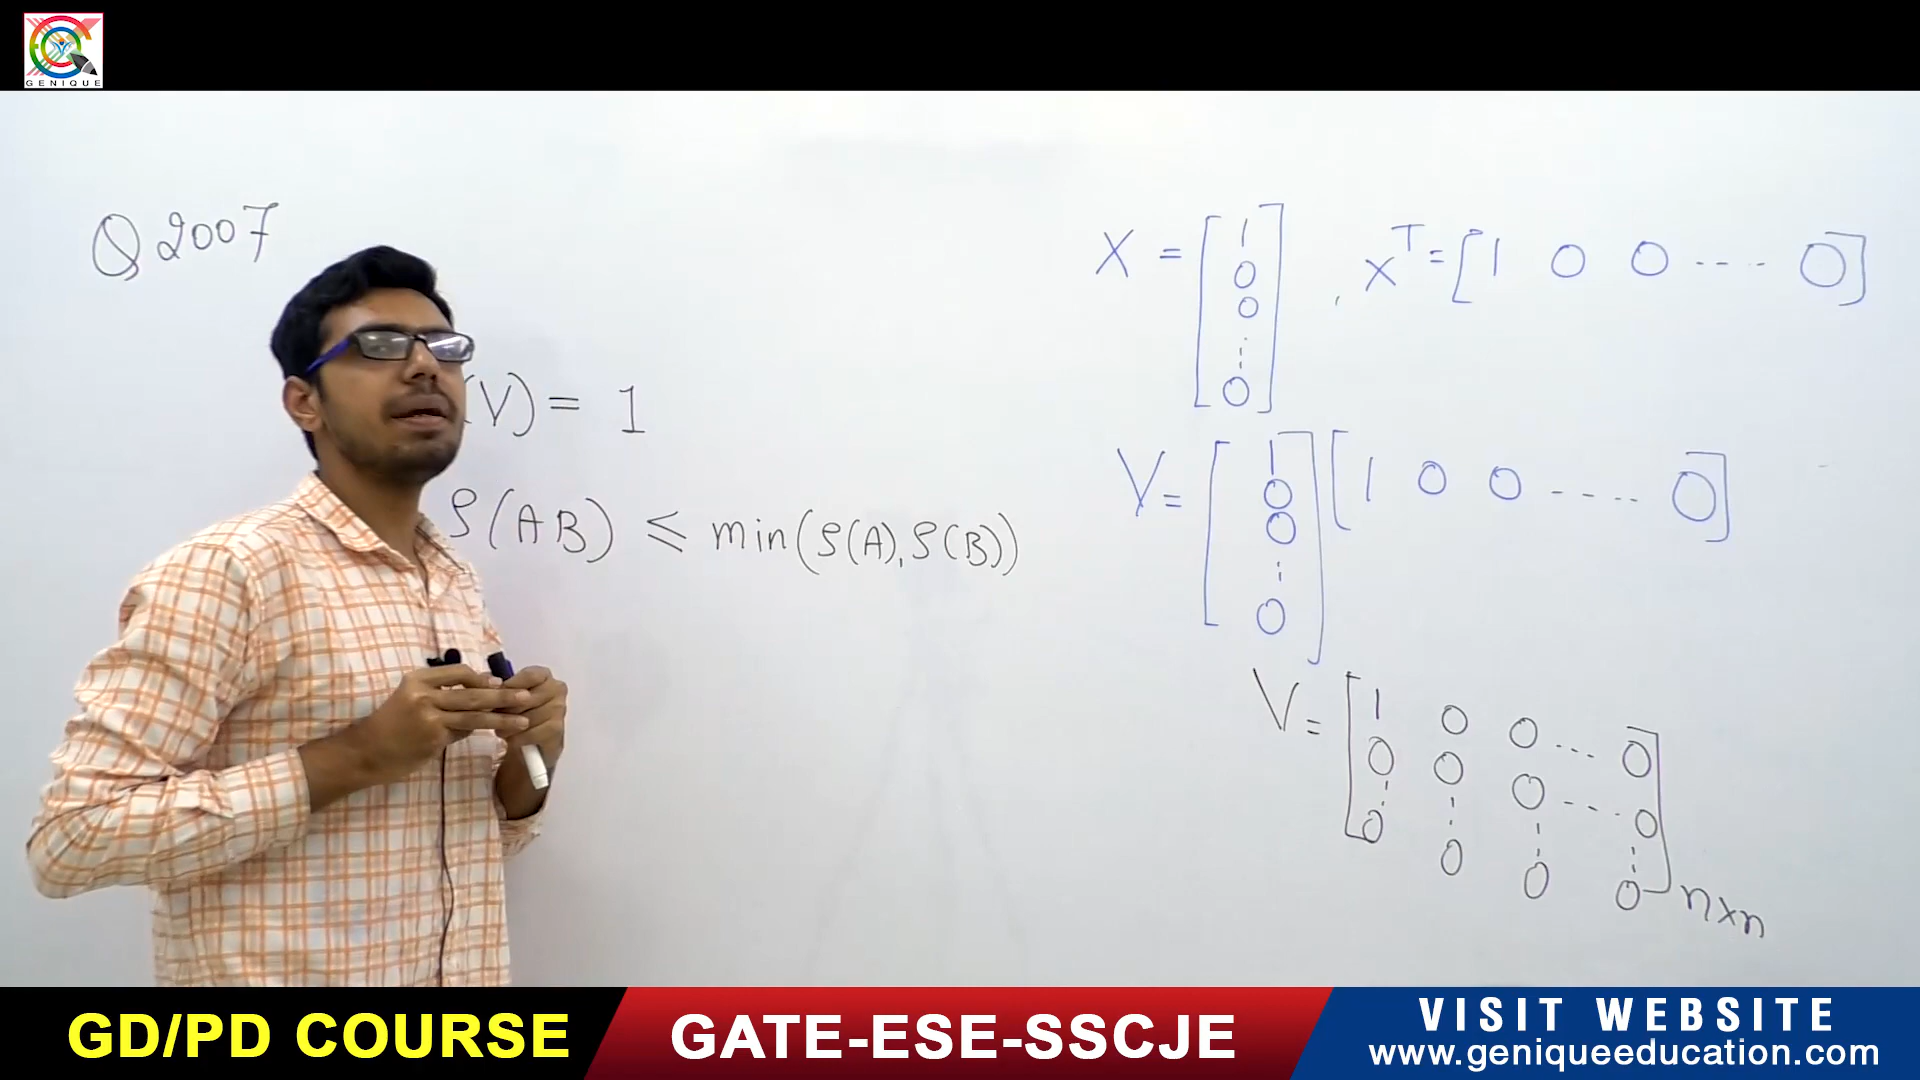 GENIQUE
Q 2007
(V) = 1
ρ(AB) ≤ min(ρ(A), ρ(B))
X = [1 0 0 ⋮ 0], X^T = [1 0 0 ---- 0]
V = [1 0 0 ⋮ 0] [1 0 0 ----- 0]
V = [1 0 0 --- 0
0 0 0 ---- 0
⋮ ⋮ ⋮ ⋮
0 0 0 0] n×n
GD/PD COURSE
GATE-ESE-SSCJE
VISIT WEBSITE
www.geniqueeducation.com